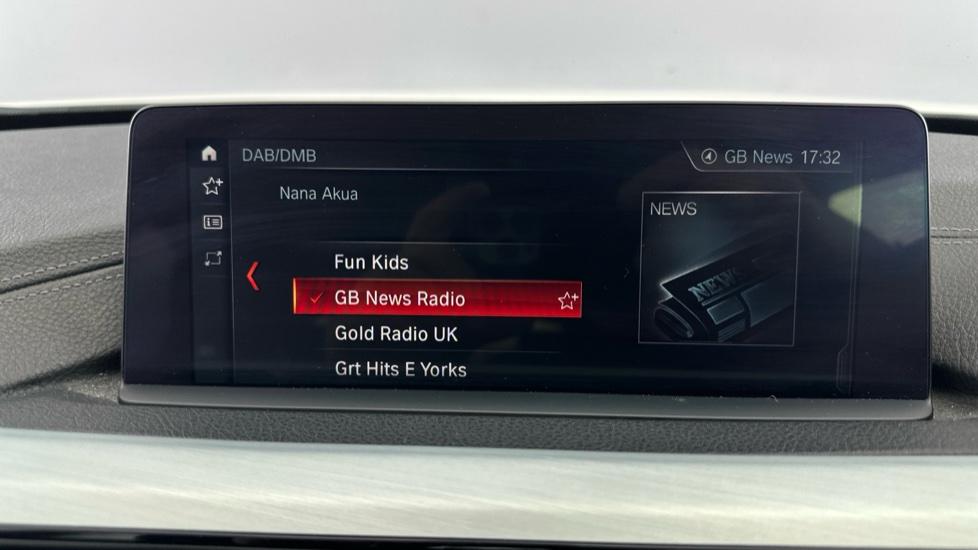 DAB/DMB
GB News 17:32
Nana Akua
NEWS
Fun Kids
GB News Radio
Gold Radio UK
Grt Hits E Yorks
NEWS